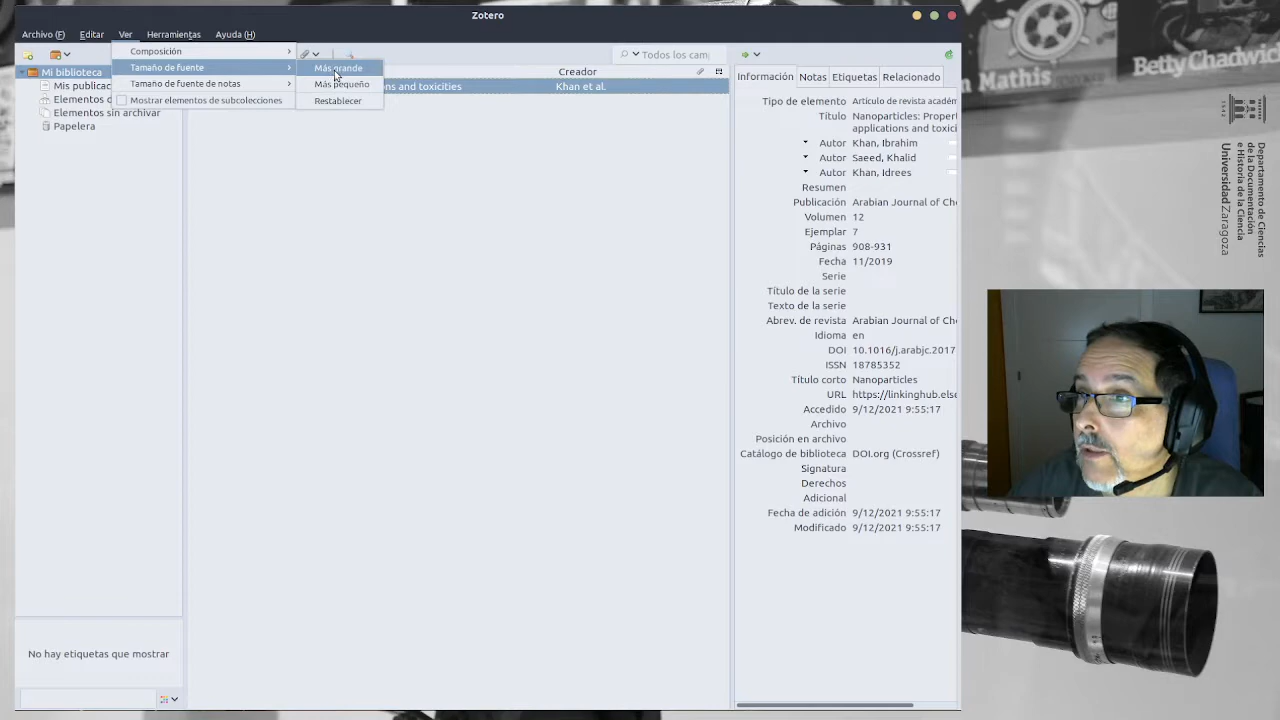 Zotero
Archivo (F)
Editar
Ver
Herramientas
Ayuda (H)
Composición
Tamaño de fuente
Tamaño de fuente de notas
Mostrar elementos de subcolecciones
Más grande
Más pequeño
Restablecer
Todos los cam
Mi biblioteca
Mis publicac
Elementos d
Elementos sin archivar
Papelera
Creador
ons and toxicities
Khan et al.
Información
Notas
Etiquetas
Relacionado
Tipo de elemento Artículo de revista académ
Título Nanoparticles: Propert
applications and toxici
Autor Khan, Ibrahim
Autor Saeed, Khalid
Autor Khan, Idrees
Resumen
Publicación Arabian Journal of Che
Volumen 12
Ejemplar 7
Páginas 908-931
Fecha 11/2019
Serie
Título de la serie
Texto de la serie
Abrev. de revista Arabian Journal of Che
Idioma en
DOI 10.1016/j.arabjc.2017
ISSN 18785352
Título corto Nanoparticles
URL https://linkinghub.else
Accedido 9/12/2021 9:55:17
Archivo
Posición en archivo
Catálogo de biblioteca DOI.org (Crossref)
Signatura
Derechos
Adicional
Fecha de adición 9/12/2021 9:55:17
Modificado 9/12/2021 9:55:17
No hay etiquetas que mostrar
Mathis
Betty Chadwic
Departamento de Ciencias
de la Documentación
e Historia de la Ciencia
Universidad Zaragoza
1542